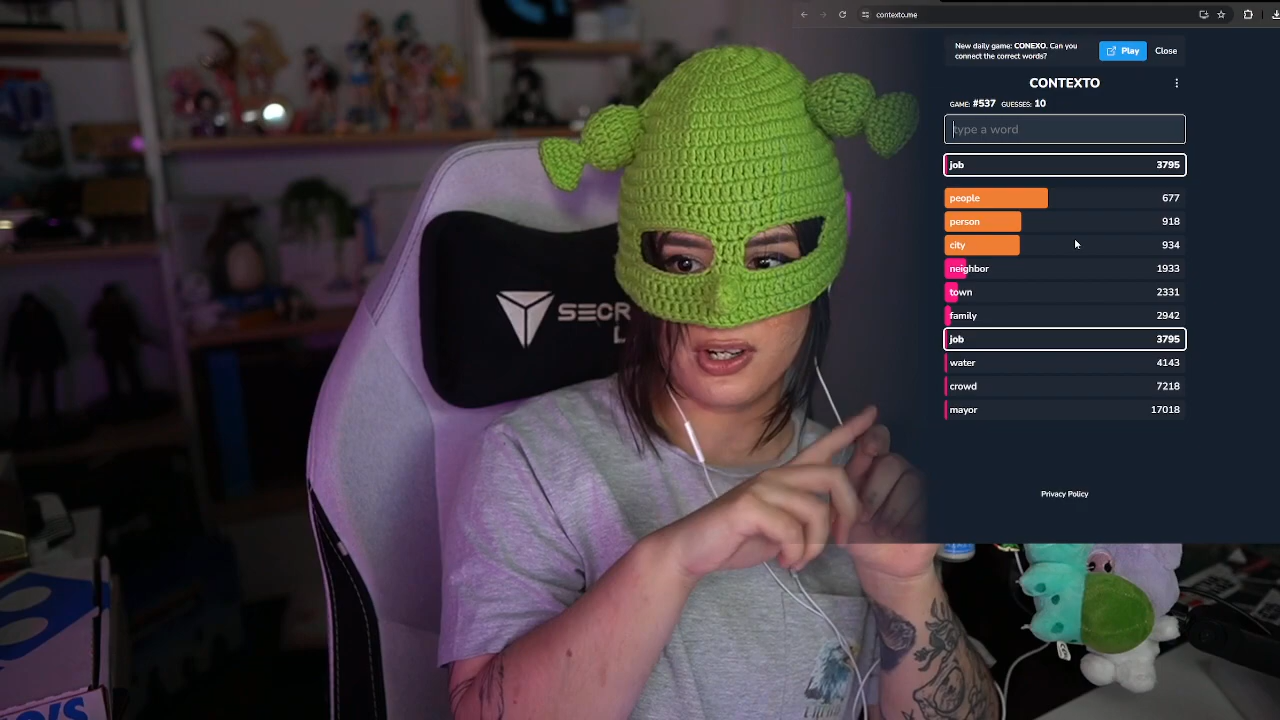 contexto.me
New daily game: CONEXO. Can you
connect the correct words?
Play
Close
CONTEXTO
GAME: #537 GUESSES: 10
type a word
job 3795
people 677
person 918
city 934
neighbor 1933
town 2331
family 2942
job 3795
water 4143
crowd 7218
mayor 17018
Privacy Policy
SECR
L